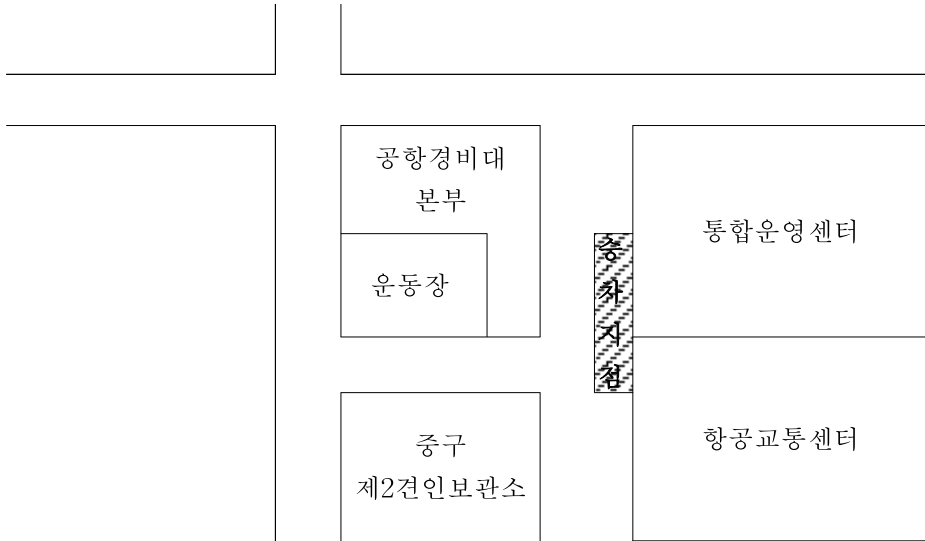 공항경비대
본부
통합운영센터
운동장
승차지점
중구
제2견인보관소
항공교통센터